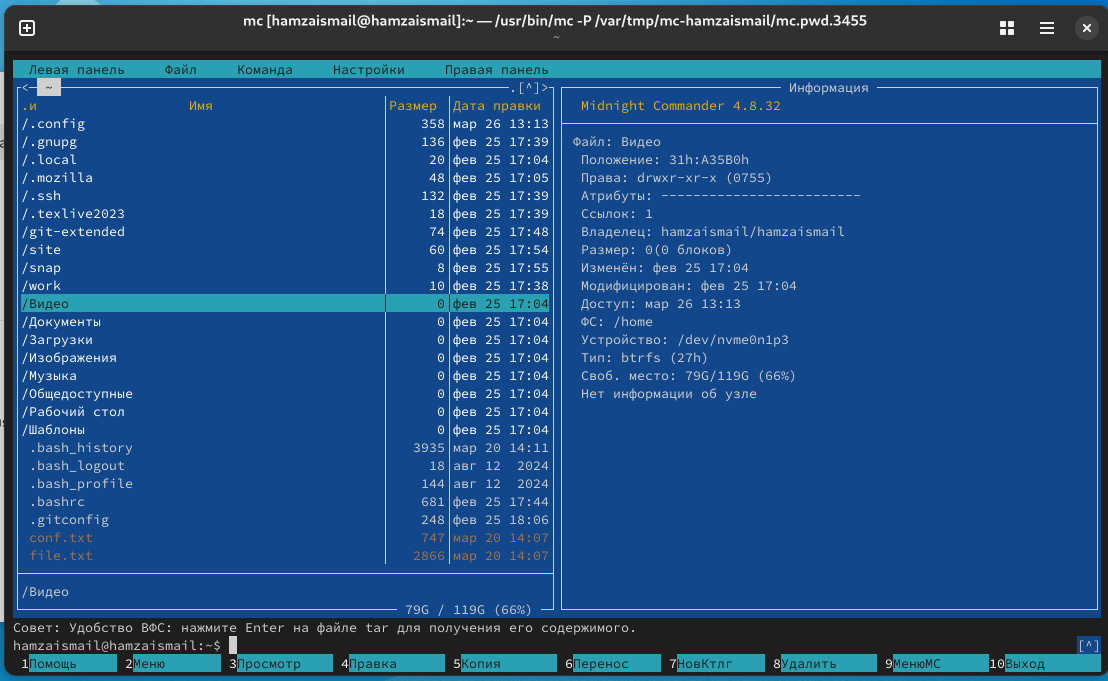 mc [hamzaismail@hamzaismail]:~ — /usr/bin/mc -P /var/tmp/mc-hamzaismail/mc.pwd.3455
~
Левая панель Файл Команда Настройки Правая панель
<─ ~ ─.[^]>
.и Имя Размер Дата правки
/.config 358 мар 26 13:13
/.gnupg 136 фев 25 17:39
/.local 20 фев 25 17:04
/.mozilla 48 фев 25 17:05
/.ssh 132 фев 25 17:39
/.texlive2023 18 фев 25 17:39
/git-extended 74 фев 25 17:48
/site 60 фев 25 17:54
/snap 8 фев 25 17:55
/work 10 фев 25 17:38
/Видео 0 фев 25 17:04
/Документы 0 фев 25 17:04
/Загрузки 0 фев 25 17:04
/Изображения 0 фев 25 17:04
/Музыка 0 фев 25 17:04
/Общедоступные 0 фев 25 17:04
/Рабочий стол 0 фев 25 17:04
/Шаблоны 0 фев 25 17:04
.bash_history 3935 мар 20 14:11
.bash_logout 18 авг 12 2024
.bash_profile 144 авг 12 2024
.bashrc 681 фев 25 17:44
.gitconfig 248 фев 25 18:06
conf.txt 747 мар 20 14:07
file.txt 2866 мар 20 14:07
/Видео
79G / 119G (66%)
Информация
Midnight Commander 4.8.32
Файл: Видео
Положение: 31h:A35B0h
Права: drwxr-xr-x (0755)
Атрибуты: -------------------------
Ссылок: 1
Владелец: hamzaismail/hamzaismail
Размер: 0(0 блоков)
Изменён: фев 25 17:04
Модифицирован: фев 25 17:04
Доступ: мар 26 13:13
ФС: /home
Устройство: /dev/nvme0n1p3
Тип: btrfs (27h)
Своб. место: 79G/119G (66%)
Нет информации об узле
Совет: Удобство ВФС: нажмите Enter на файле tar для получения его содержимого.
hamzaismail@hamzaismail:~$ [^]
1Помощь 2Меню 3Просмотр 4Правка 5Копия 6Перенос 7НовКтлг 8Удалить 9МенюМС 10Выход